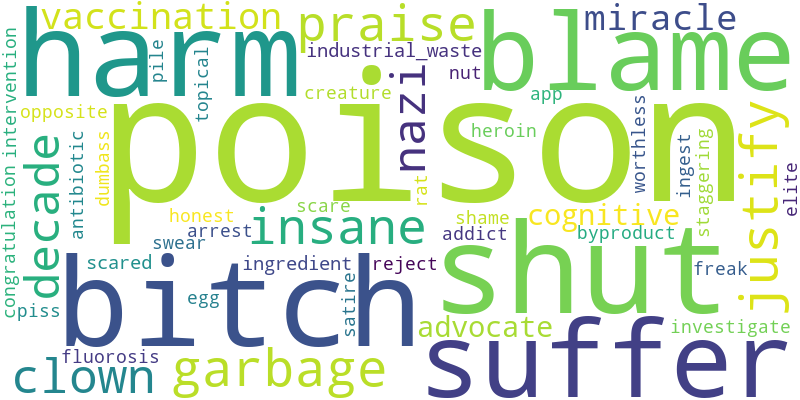 vaccination
praise
miracle
harm
blame
industrial_waste
pile
topical
nut
creature
app
opposite
poison
nazi
heroin
worthless
ingest
staggering
elite
justify
congratulation
intervention
decade
antibiotic
dumbass
honest
scare
rat
shame
cognitive
arrest
insane
addict
byproduct
swear
shut
bitch
scared
ingredient
reject
freak
egg
satire
piss
advocate
investigate
fluorosis
clown
garbage
suffer